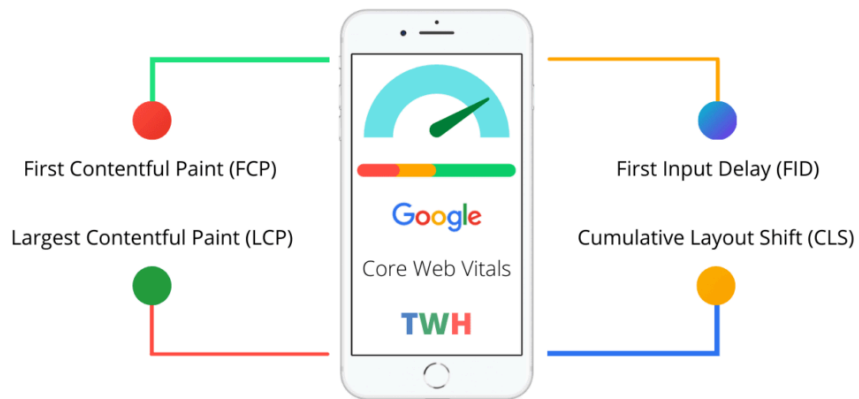 First Contentful Paint (FCP)
Largest Contentful Paint (LCP)
Google
Core Web Vitals
TWH
First Input Delay (FID)
Cumulative Layout Shift (CLS)